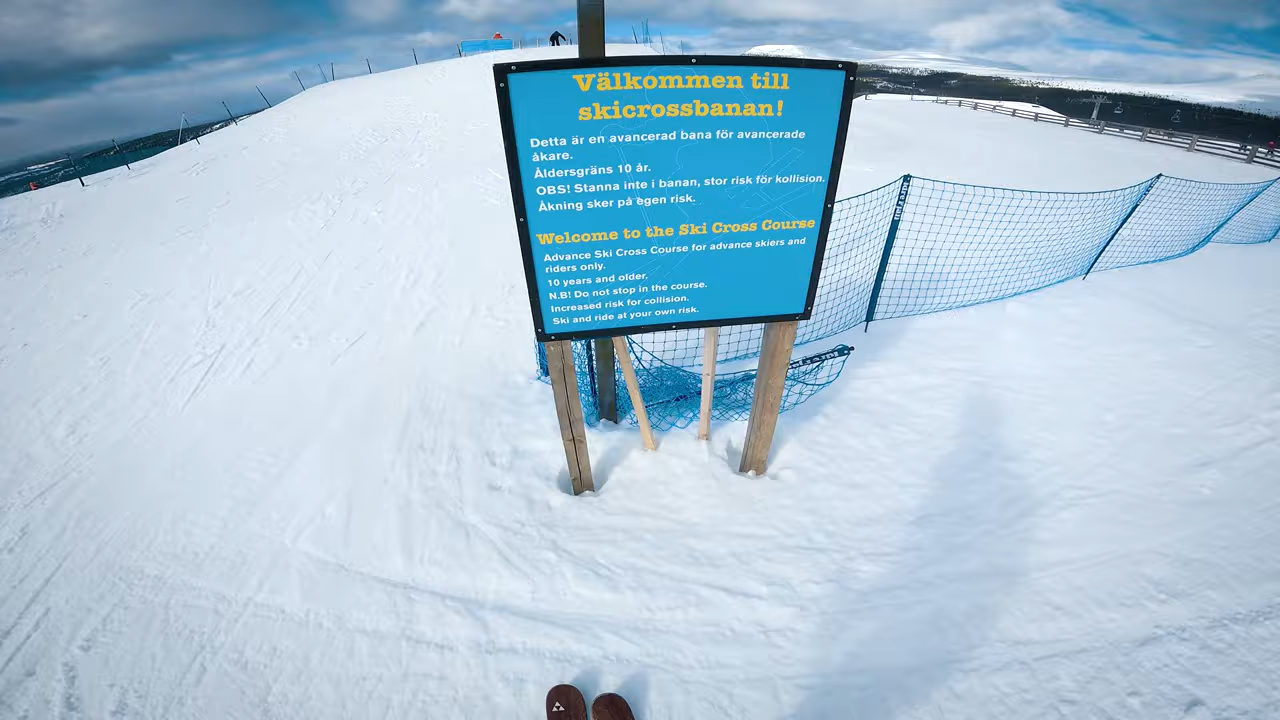 Välkommen till
skicrossbanan!
Detta är en avancerad bana för avancerade
åkare.
Åldersgräns 10 år.
OBS! Stanna inte i banan, stor risk för kollision.
Åkning sker på egen risk.
Welcome to the Ski Cross Course
Advance Ski Cross Course for advance skiers and
riders only.
10 years and older.
N.B! Do not stop in the course.
Increased risk for collision.
Ski and ride at your own risk.